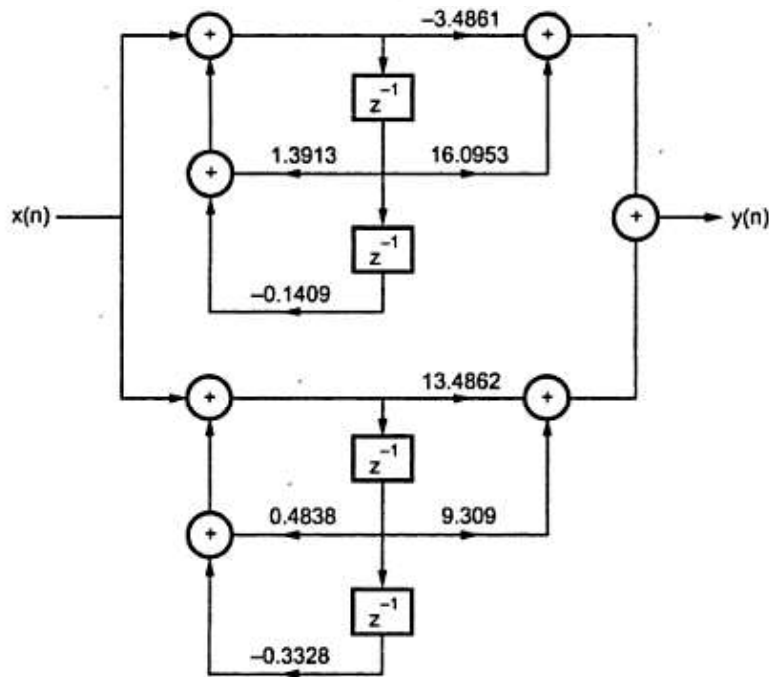 –3.4861
+
+
z⁻¹
1.3913
16.0953
+
x(n)
+
y(n)
z⁻¹
–0.1409
13.4862
+
+
z⁻¹
0.4838
9.309
+
z⁻¹
–0.3328